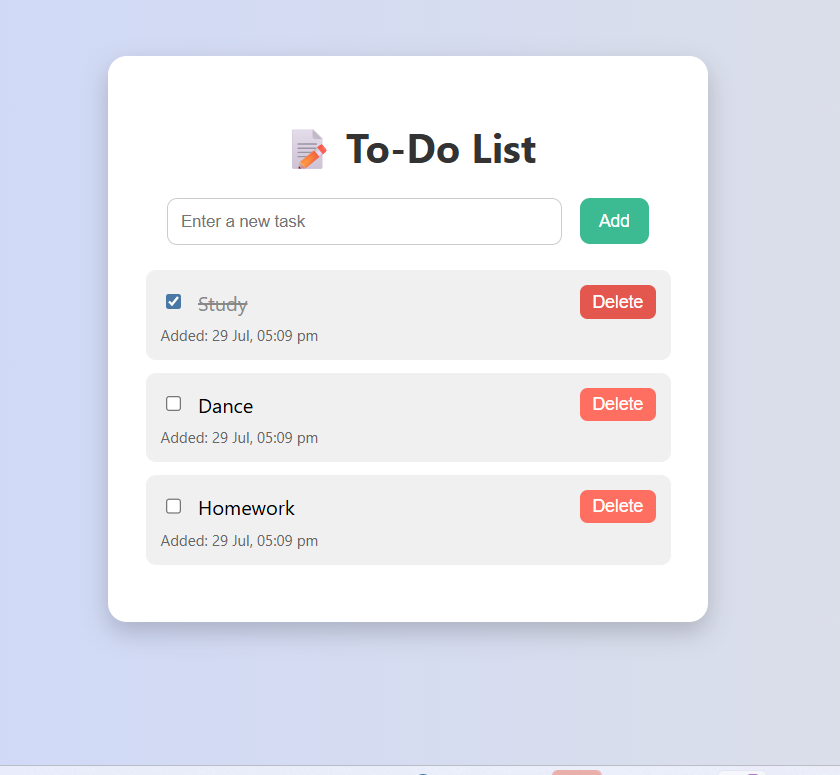 To-Do List
Enter a new task
Add
Study
Delete
Added: 29 Jul, 05:09 pm
Dance
Delete
Added: 29 Jul, 05:09 pm
Homework
Delete
Added: 29 Jul, 05:09 pm